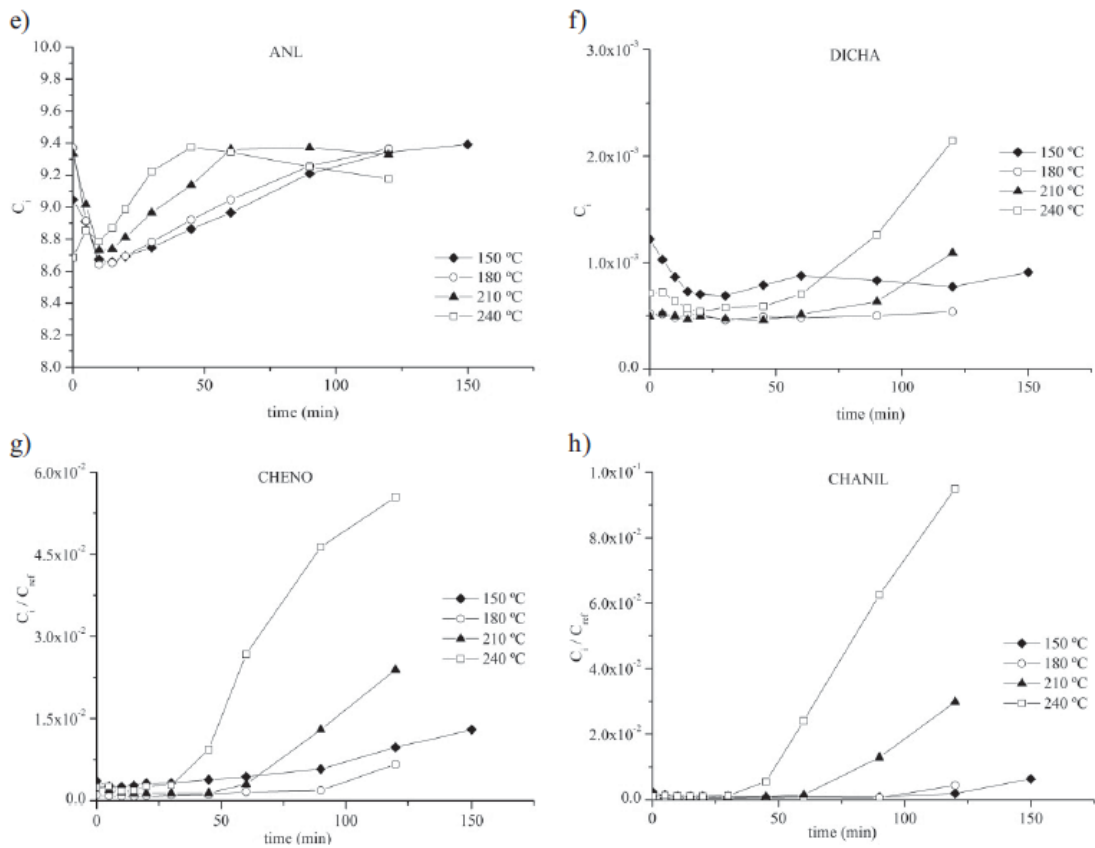 e)
ANL
10.0
9.8
9.6
9.4
9.2
9.0
8.8
8.6
8.4
8.2
8.0
C_i
0
50
100
150
time (min)
150 ºC
180 ºC
210 ºC
240 ºC
f)
DICHA
3.0x10⁻³
2.0x10⁻³
1.0x10⁻³
0.0
C_i
0
50
100
150
time (min)
150 ºC
180 ºC
210 ºC
240 ºC
g)
CHENO
6.0x10⁻²
4.5x10⁻²
3.0x10⁻²
1.5x10⁻²
0.0
C_i / C_ref
0
50
100
150
time (min)
150 ºC
180 ºC
210 ºC
240 ºC
h)
CHANIL
1.0x10⁻¹
8.0x10⁻²
6.0x10⁻²
4.0x10⁻²
2.0x10⁻²
0.0
C_i / C_ref
0
50
100
150
time (min)
150 ºC
180 ºC
210 ºC
240 ºC